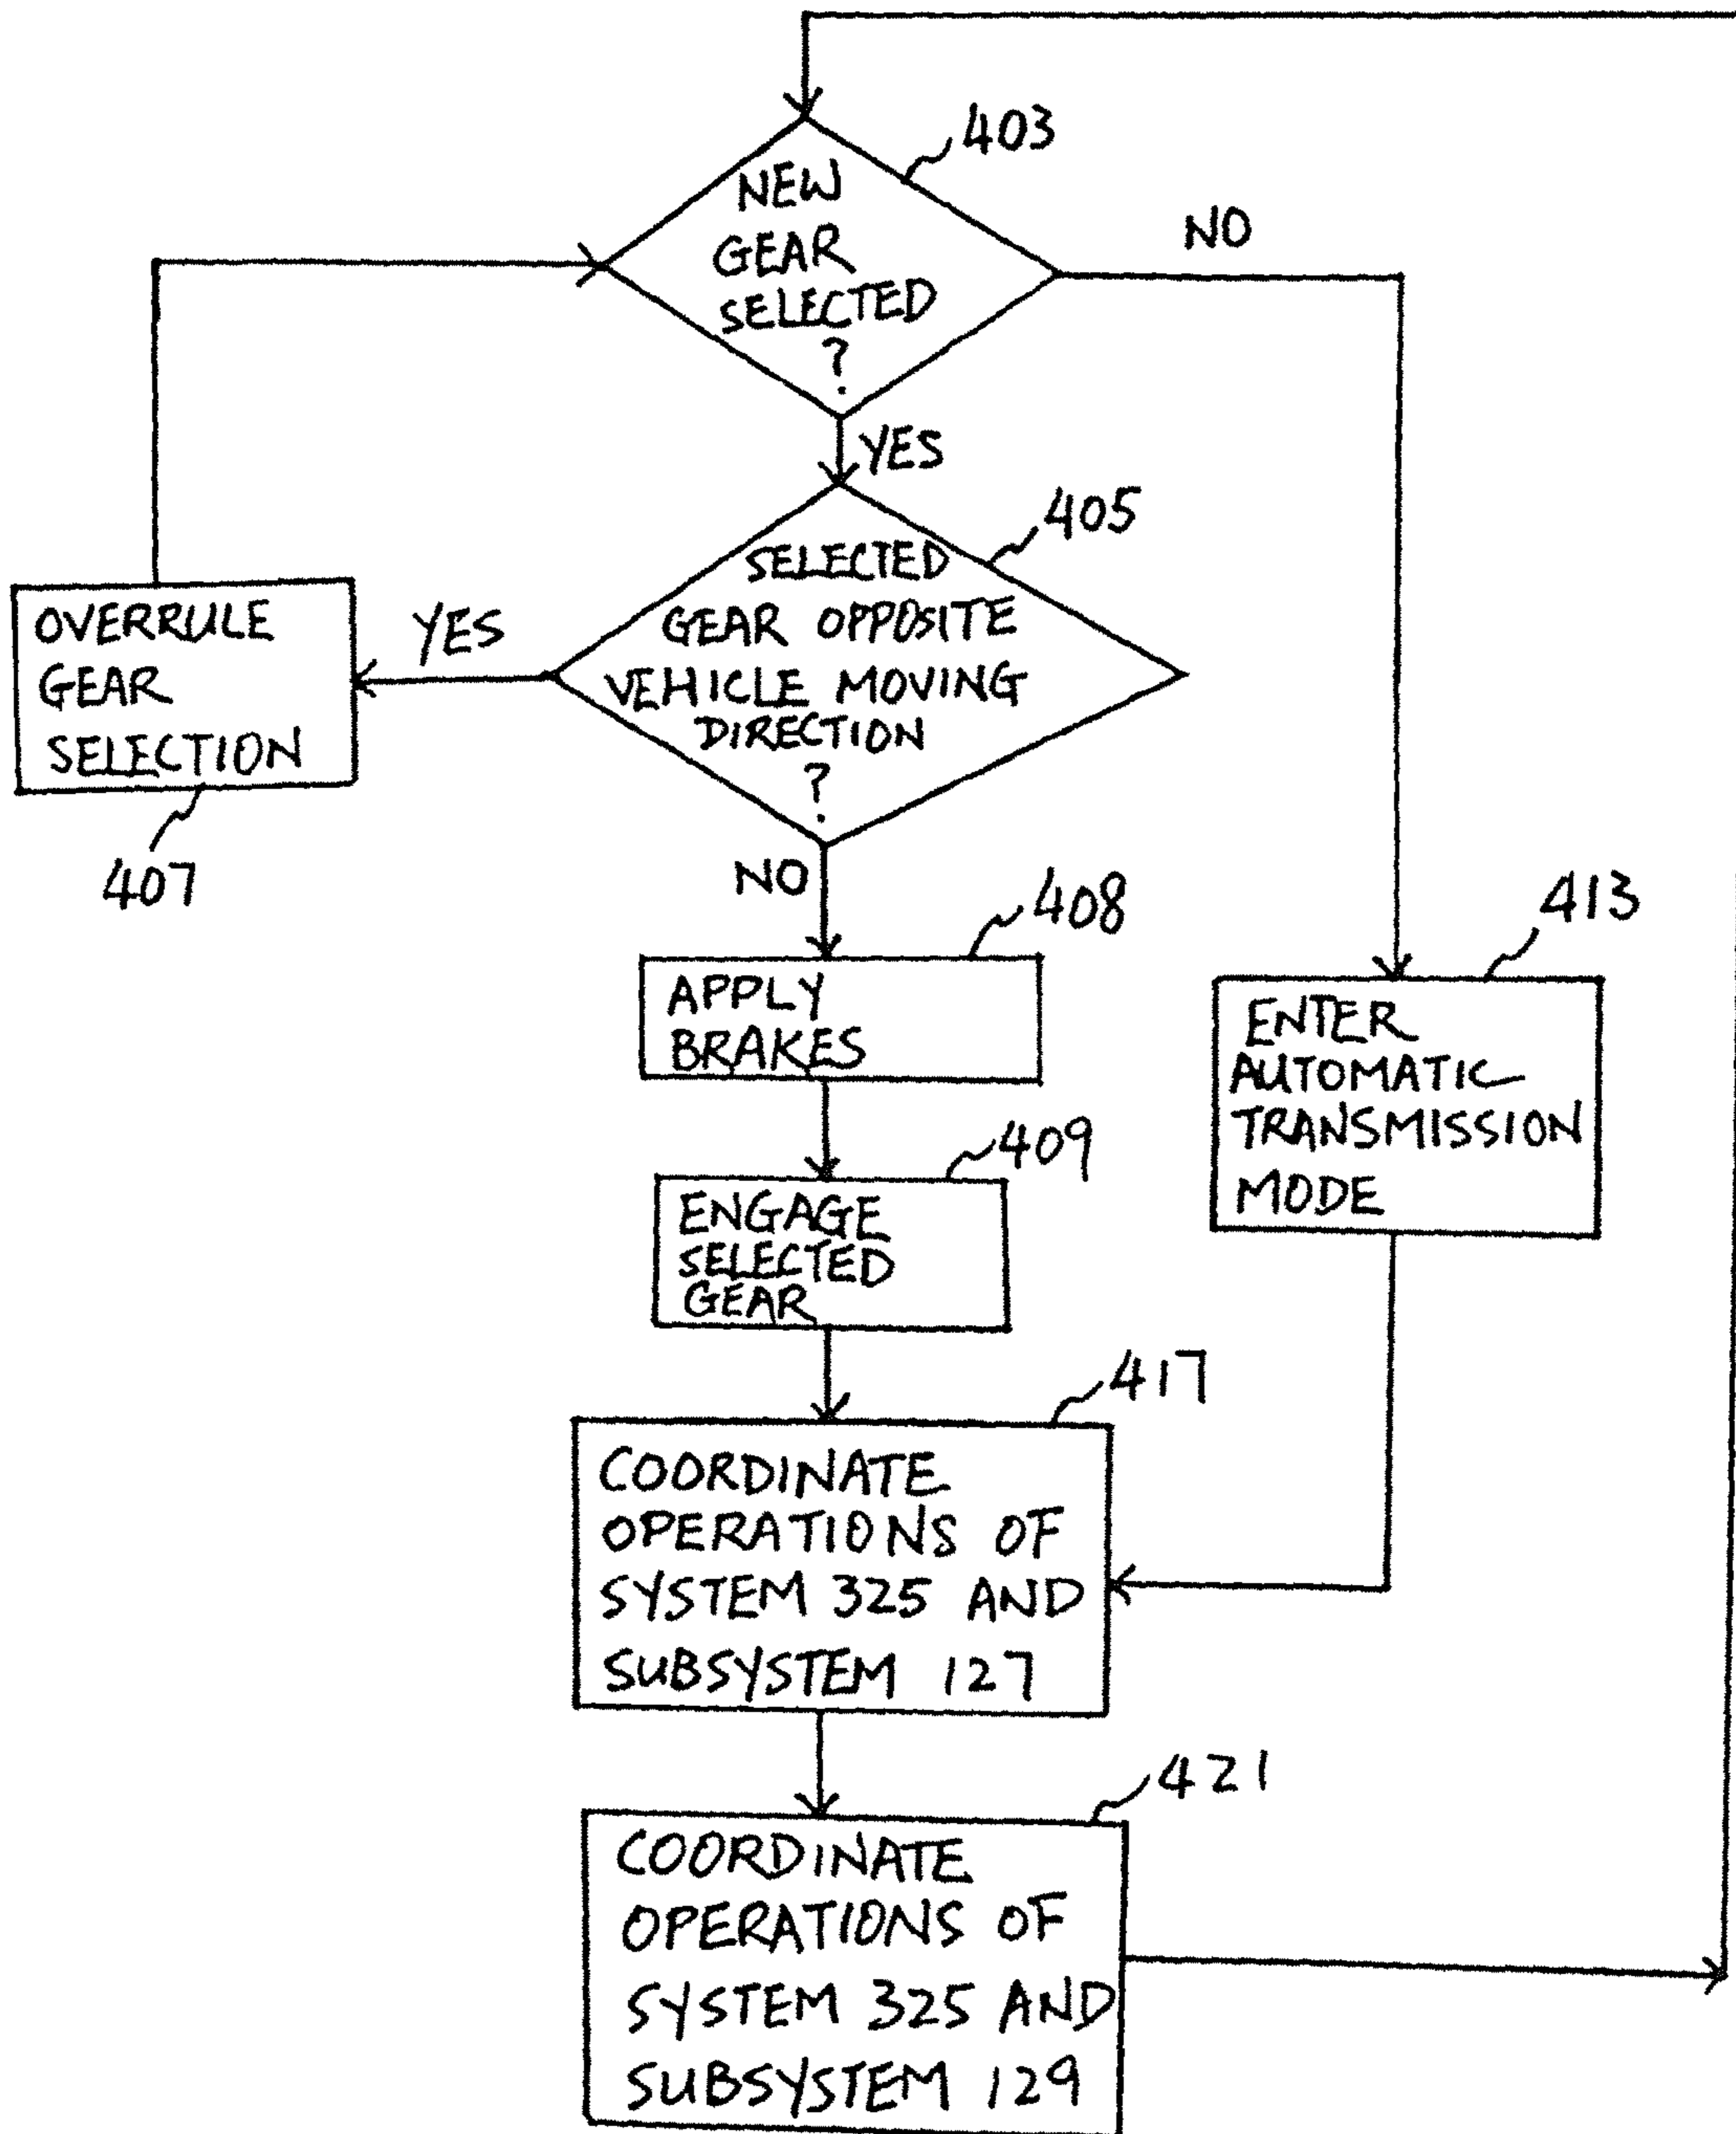 403
NEW
GEAR
SELECTED
?
NO
YES
405
SELECTED
GEAR OPPOSITE
VEHICLE MOVING
DIRECTION
?
YES
OVERRULE
GEAR
SELECTION
407
NO
408
APPLY
BRAKES
413
ENTER
AUTOMATIC
TRANSMISSION
MODE
409
ENGAGE
SELECTED
GEAR
417
COORDINATE
OPERATIONS OF
SYSTEM 325 AND
SUBSYSTEM 127
421
COORDINATE
OPERATIONS OF
SYSTEM 325 AND
SUBSYSTEM 129